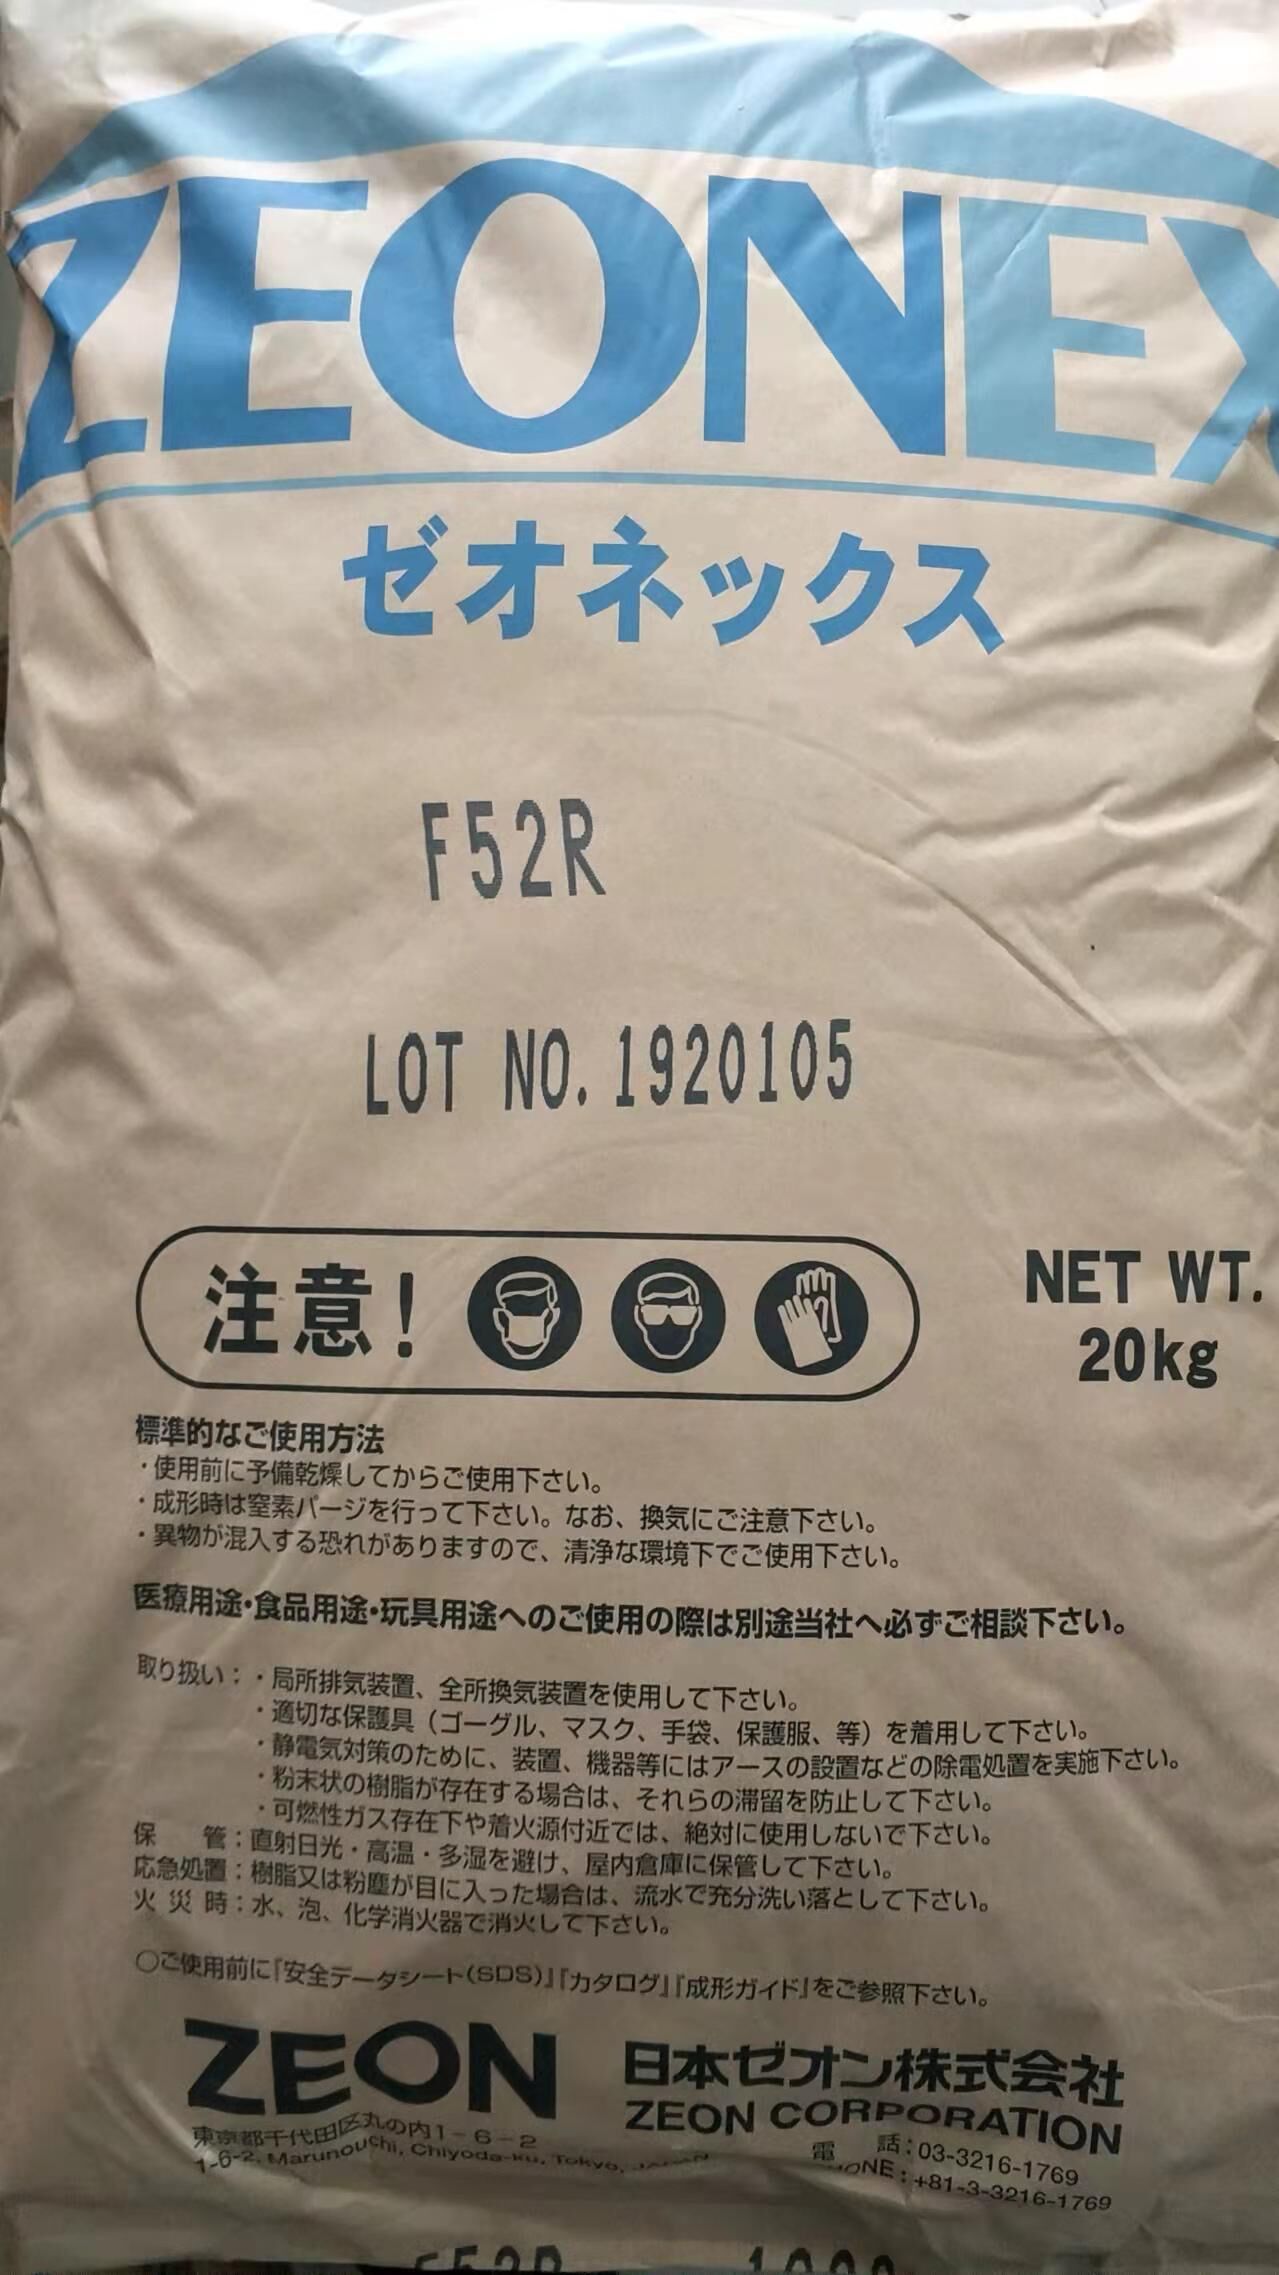 ZEONEX
ゼオネックス
F52R
LOT NO. 1920105
注意!
NET WT.
20kg
標準的なご使用方法
・使用前に予備乾燥してからご使用下さい。
・成形時は窒素パージを行って下さい。なお、換気にご注意下さい。
・異物が混入する恐れがありますので、清浄な環境下でご使用下さい。
医療用途・食品用途・玩具用途へのご使用の際は別途当社へ必ずご相談下さい。
取り扱い:・局所排気装置、全所換気装置を使用して下さい。
・適切な保護具(ゴーグル、マスク、手袋、保護服、等)を着用して下さい。
・静電気対策のために、装置、機器等にはアースの設置などの除電処置を実施下さい。
・粉末状の樹脂が存在する場合は、それらの滞留を防止して下さい。
・可燃性ガス存在下や着火源付近では、絶対に使用しないで下さい。
保 管:直射日光・高温・多湿を避け、屋内倉庫に保管して下さい。
応急処置:樹脂又は粉塵が目に入った場合は、流水で充分洗い落として下さい。
火災時:水、泡、化学消火器で消火して下さい。
○ご使用前に「安全データシート(SDS)」「カタログ」「成形ガイド」をご参照下さい。
ZEON
日本ゼオン株式会社
ZEON CORPORATION
東京都千代田区丸の内1-6-2
1-6-2, Marunouchi, Chiyoda-ku, Tokyo,
電 話:03-3216-1769
+81-3-3216-1769
F52R